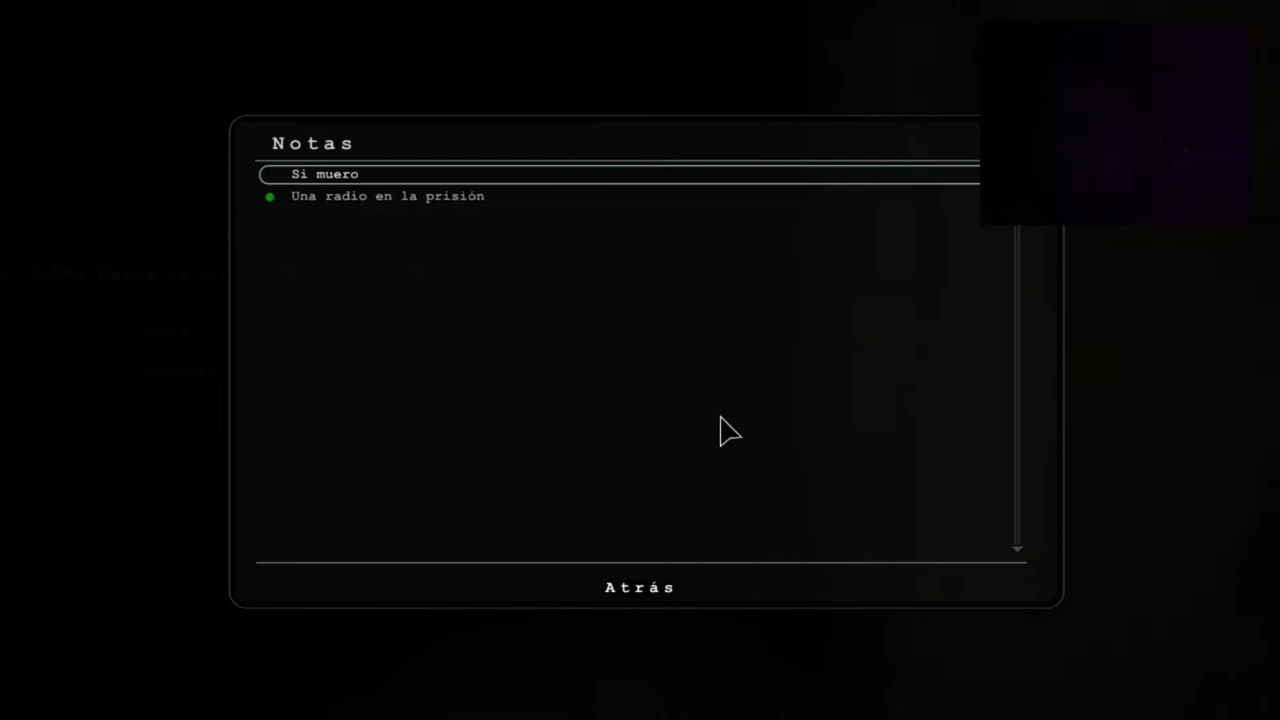 Notas
Si muero
Una radio en la prisión
Atrás